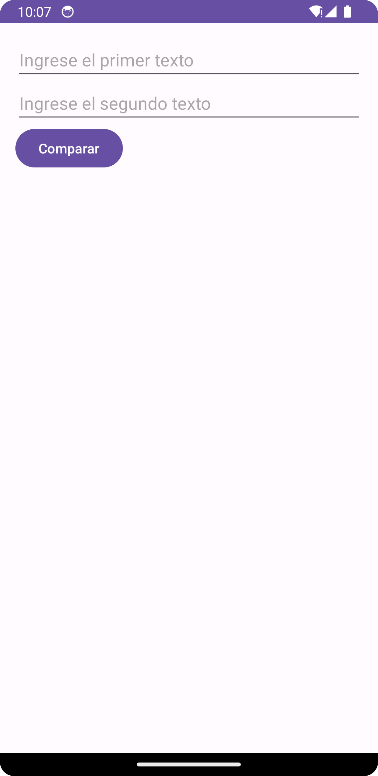 10:07
Ingrese el primer texto
Ingrese el segundo texto
Comparar